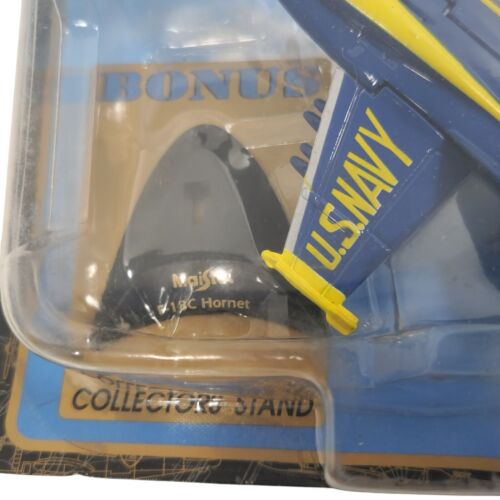 BONUS
U.S.NAVY
Maisto
F-18C Hornet
COLLECTORS STAND